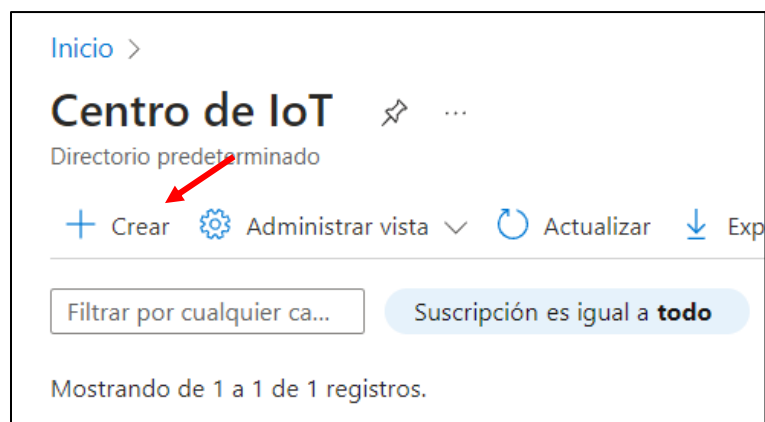 Inicio >
Centro de IoT ...
Directorio predeterminado
+ Crear Administrar vista Actualizar Exp
Filtrar por cualquier ca... Suscripción es igual a todo
Mostrando de 1 a 1 de 1 registros.